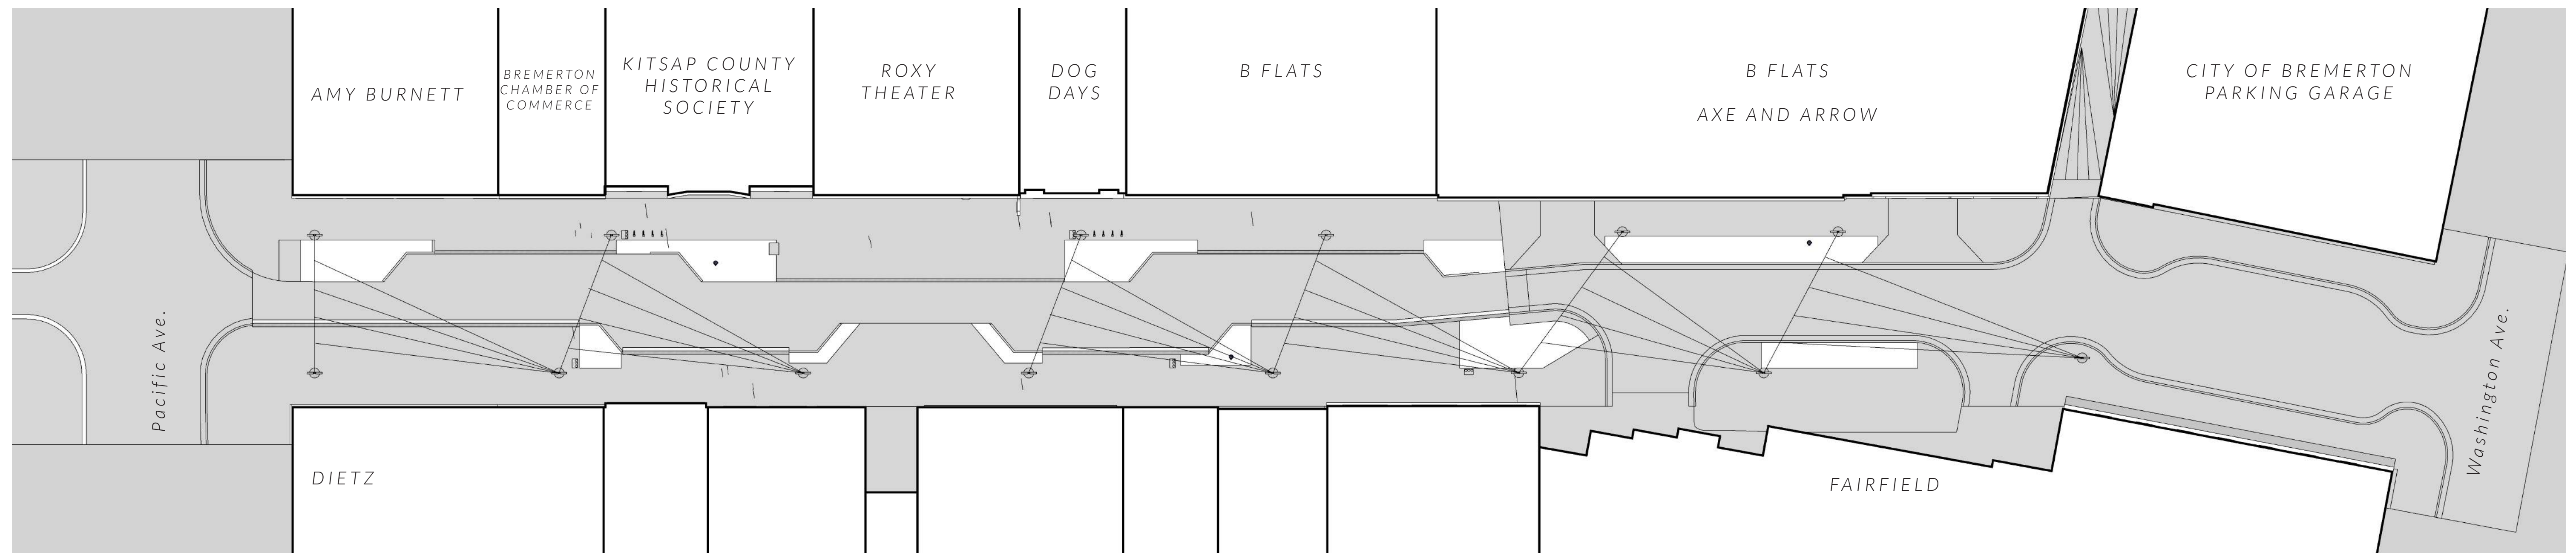 AMY BURNETT
BREMERTON
CHAMBER OF
COMMERCE
KITSAP COUNTY
HISTORICAL
SOCIETY
ROXY
THEATER
DOG
DAYS
B FLATS
B FLATS
AXE AND ARROW
CITY OF BREMERTON
PARKING GARAGE
Pacific Ave.
Washington Ave.
DIETZ
FAIRFIELD